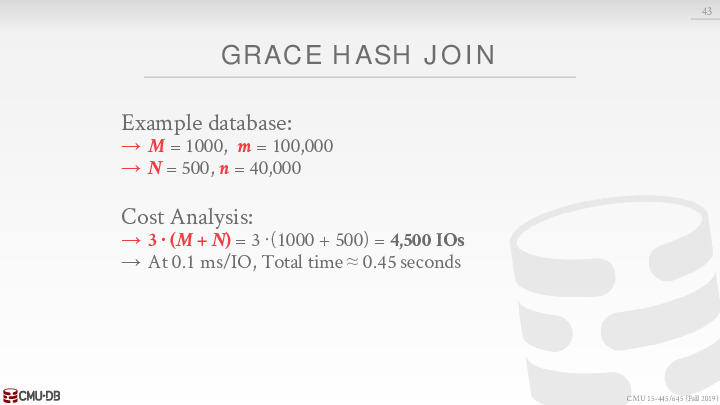 43
GRACE HASH JOIN
Example database:
→ M = 1000, m = 100,000
→ N = 500, n = 40,000
Cost Analysis:
→ 3 · (M + N) = 3 · (1000 + 500) = 4,500 IOs
→ At 0.1 ms/IO, Total time ≈ 0.45 seconds
CMU·DB
CMU 15-445/645 (Fall 2019)